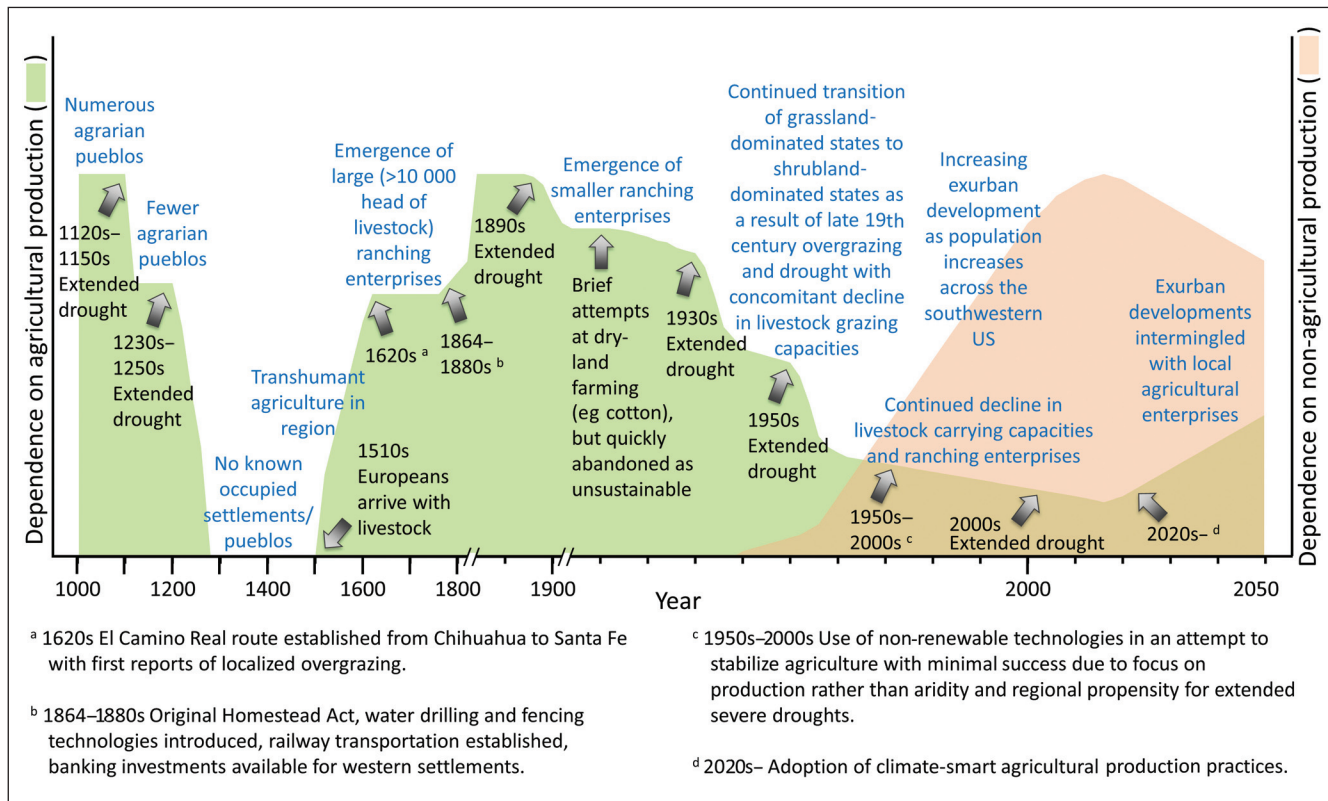 Dependence on agricultural production ( )
Numerous
agrarian
pueblos
1120s–
1150s
Extended
drought
Fewer
agrarian
pueblos
1230s–
1250s
Extended
drought
No known
occupied
settlements/
pueblos
Transhumant
agriculture in
region
1510s
Europeans
arrive with
livestock
Emergence of
large (>10 000
head of
livestock)
ranching
enterprises
1620s a
1864–
1880s b
1890s
Extended
drought
Emergence of
smaller ranching
enterprises
Brief
attempts
at dry-
land
farming
(eg cotton),
but quickly
abandoned as
unsustainable
1930s
Extended
drought
Continued transition
of grassland-
dominated states to
shrubland-
dominated states as
a result of late 19th
century overgrazing
and drought with
concomitant decline
in livestock grazing
capacities
1950s
Extended
drought
Increasing
exurban
development
as population
increases
across the
southwestern
US
Continued decline in
livestock carrying capacities
and ranching enterprises
1950s–
2000s c
2000s
Extended drought
Exurban
developments
intermingled
with local
agricultural
enterprises
2020s– d
Dependence on non-agricultural production ( )
1000 1200 1400 1600 1800 1900 2000 2050
Year
a 1620s El Camino Real route established from Chihuahua to Santa Fe
with first reports of localized overgrazing.
b 1864–1880s Original Homestead Act, water drilling and fencing
technologies introduced, railway transportation established,
banking investments available for western settlements.
c 1950s–2000s Use of non-renewable technologies in an attempt to
stabilize agriculture with minimal success due to focus on
production rather than aridity and regional propensity for extended
severe droughts.
d 2020s– Adoption of climate-smart agricultural production practices.